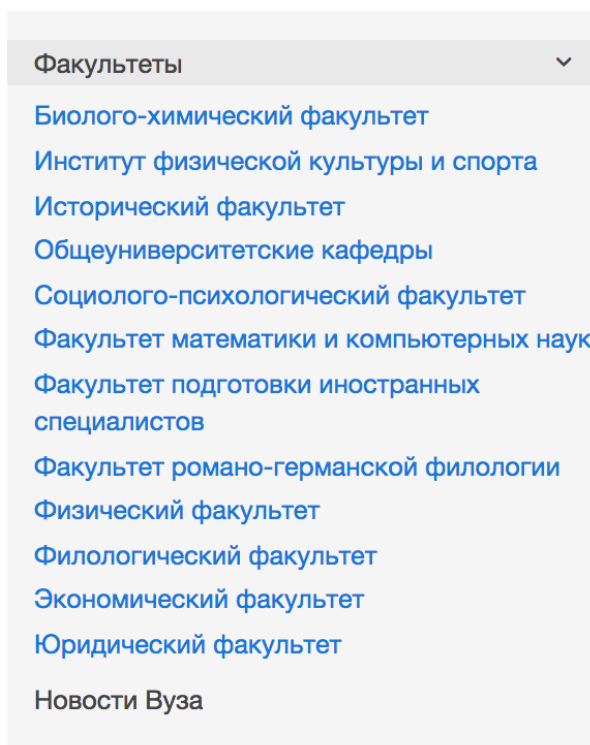 Факультеты
Биолого-химический факультет
Институт физической культуры и спорта
Исторический факультет
Общеуниверситетские кафедры
Социолого-психологический факультет
Факультет математики и компьютерных наук
Факультет подготовки иностранных
специалистов
Факультет романо-германской филологии
Физический факультет
Филологический факультет
Экономический факультет
Юридический факультет
Новости Вуза